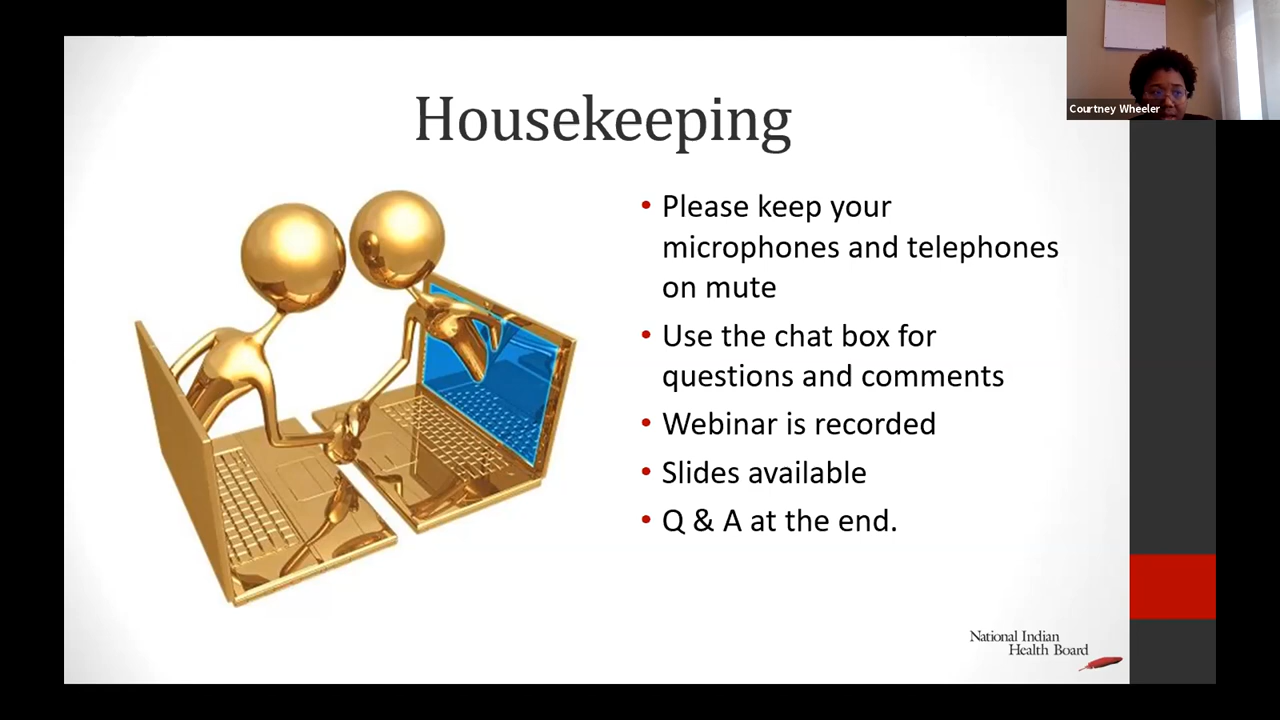 Housekeeping
Courtney Wheeler
• Please keep your
microphones and telephones
on mute
• Use the chat box for
questions and comments
• Webinar is recorded
• Slides available
• Q & A at the end.
National Indian
Health Board